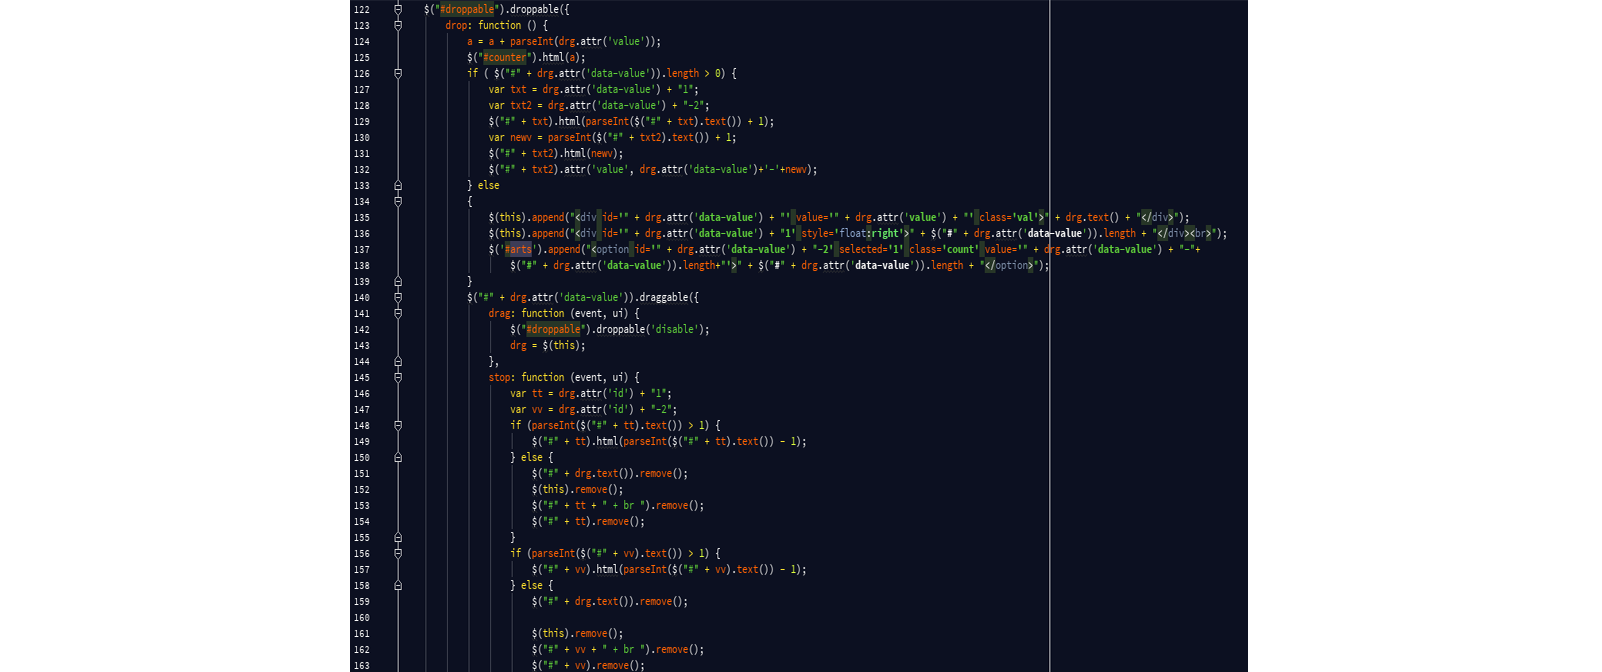 122 $("#droppable").droppable({
123 drop: function () {
124 a = a + parseInt(drg.attr('value'));
125 $("#counter").html(a);
126 if ( $("#" + drg.attr('data-value')).length > 0) {
127 var txt = drg.attr('data-value') + "1";
128 var txt2 = drg.attr('data-value') + "-2";
129 $("#" + txt).html(parseInt($("#" + txt).text()) + 1);
130 var newv = parseInt($("#" + txt2).text()) + 1;
131 $("#" + txt2).html(newv);
132 $("#" + txt2).attr('value', drg.attr('data-value')+'-'+newv);
133 } else
134 {
135 $(this).append("<div id='" + drg.attr('data-value') + "' value='" + drg.attr('value') + "' class='val'>" + drg.text() + "</div>");
136 $(this).append("<div id='" + drg.attr('data-value') + "1' style='float:right'>" + $("#" + drg.attr('data-value')).length + "</div><br>");
137 $('#arts').append("<option id='" + drg.attr('data-value') + "-2' selected='1' class='count' value='" + drg.attr('data-value') + "-"+
138 $("#" + drg.attr('data-value')).length+"'>" + $("#" + drg.attr('data-value')).length + "</option>");
139 }
140 $("#" + drg.attr('data-value')).draggable({
141 drag: function (event, ui) {
142 $("#droppable").droppable('disable');
143 drg = $(this);
144 },
145 stop: function (event, ui) {
146 var tt = drg.attr('id') + "1";
147 var vv = drg.attr('id') + "-2";
148 if (parseInt($("#" + tt).text()) > 1) {
149 $("#" + tt).html(parseInt($("#" + tt).text()) - 1);
150 } else {
151 $("#" + drg.text()).remove();
152 $(this).remove();
153 $("#" + tt + " + br ").remove();
154 $("#" + tt).remove();
155 }
156 if (parseInt($("#" + vv).text()) > 1) {
157 $("#" + vv).html(parseInt($("#" + vv).text()) - 1);
158 } else {
159 $("#" + drg.text()).remove();
160
161 $(this).remove();
162 $("#" + vv + " + br ").remove();
163 $("#" + vv).remove();